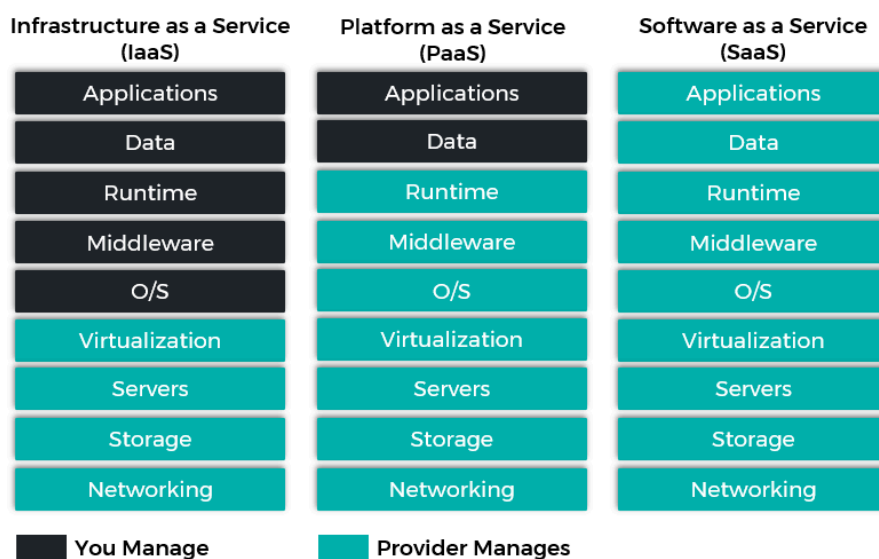 Infrastructure as a Service
(IaaS)
Applications
Data
Runtime
Middleware
O/S
Virtualization
Servers
Storage
Networking
Platform as a Service
(PaaS)
Applications
Data
Runtime
Middleware
O/S
Virtualization
Servers
Storage
Networking
Software as a Service
(SaaS)
Applications
Data
Runtime
Middleware
O/S
Virtualization
Servers
Storage
Networking
You Manage
Provider Manages